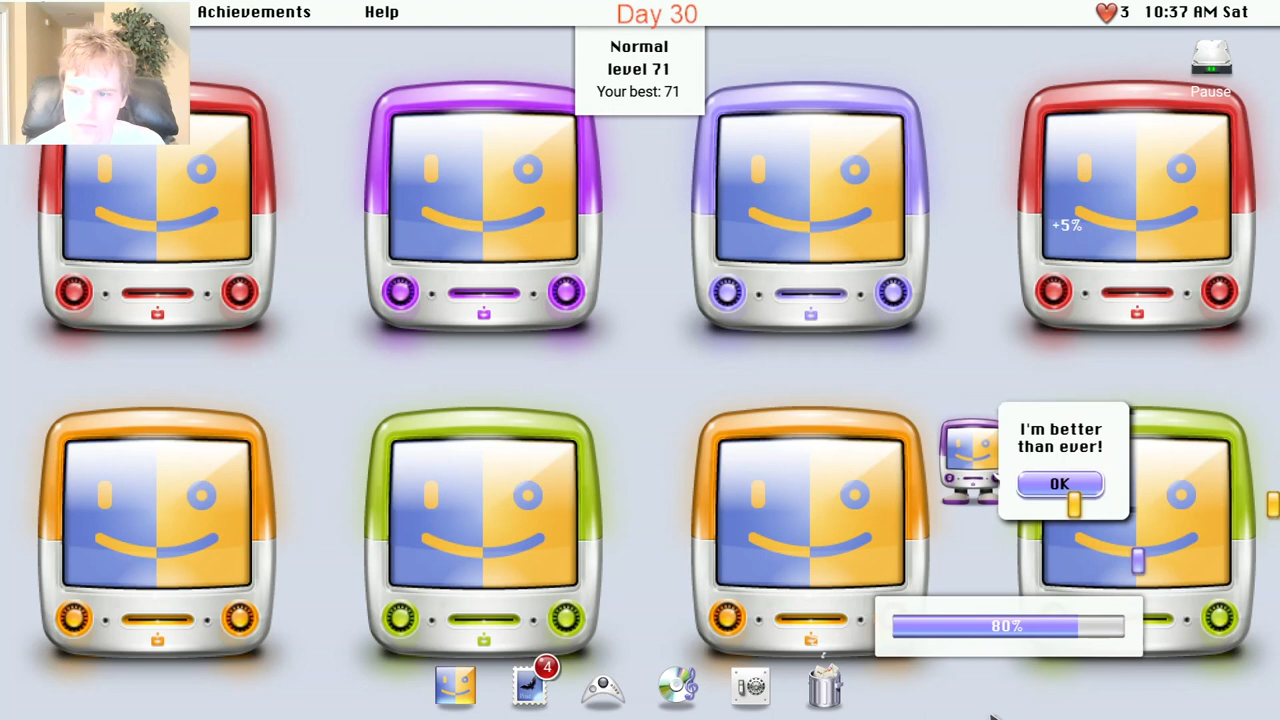 Achievements Help Day 30 3 10:37 AM Sat
Normal
level 71
Your best: 71
Pause
+5%
I'm better
than ever!
OK
80%
4